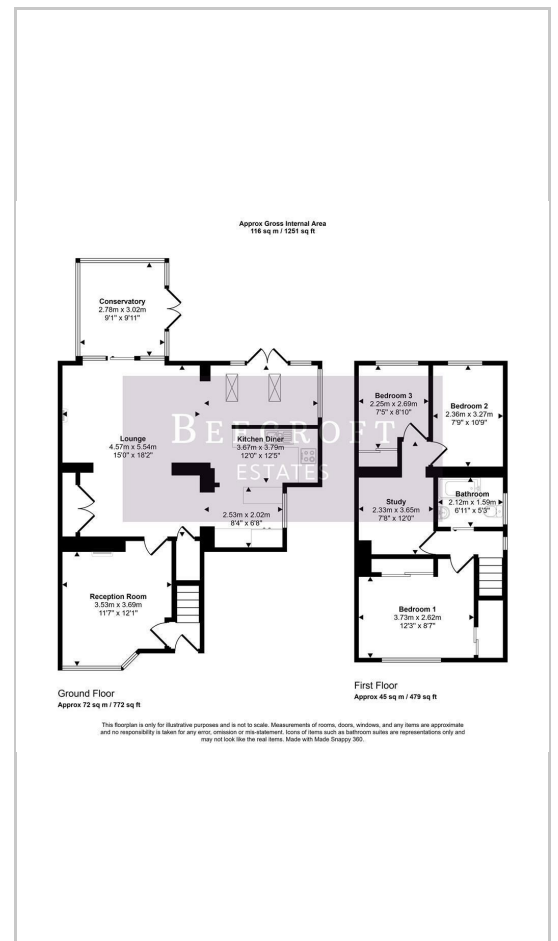 Approx Gross Internal Area
116 sq m / 1251 sq ft
Conservatory
2.78m x 3.02m
9'1" x 9'11"
Lounge
4.57m x 5.54m
15'0" x 18'2"
BEECROFT
ESTATES
Kitchen Diner
3.67m x 3.79m
12'0" x 12'5"
2.53m x 2.02m
8'4" x 6'8"
Reception Room
3.53m x 3.69m
11'7" x 12'1"
Ground Floor
Approx 72 sq m / 772 sq ft
Bedroom 3
2.25m x 2.69m
7'5" x 8'10"
Bedroom 2
2.36m x 3.27m
7'9" x 10'9"
Study
2.33m x 3.65m
7'8" x 12'0"
Bathroom
2.12m x 1.59m
6'11" x 5'3"
Bedroom 1
3.73m x 2.62m
12'3" x 8'7"
First Floor
Approx 45 sq m / 479 sq ft
This floorplan is only for illustrative purposes and is not to scale. Measurements of rooms, doors, windows, and any items are approximate
and no responsibility is taken for any error, omission or mis-statement. Icons of items such as bathroom suites are representations only and
may not look like the real items. Made with Made Snappy 360.